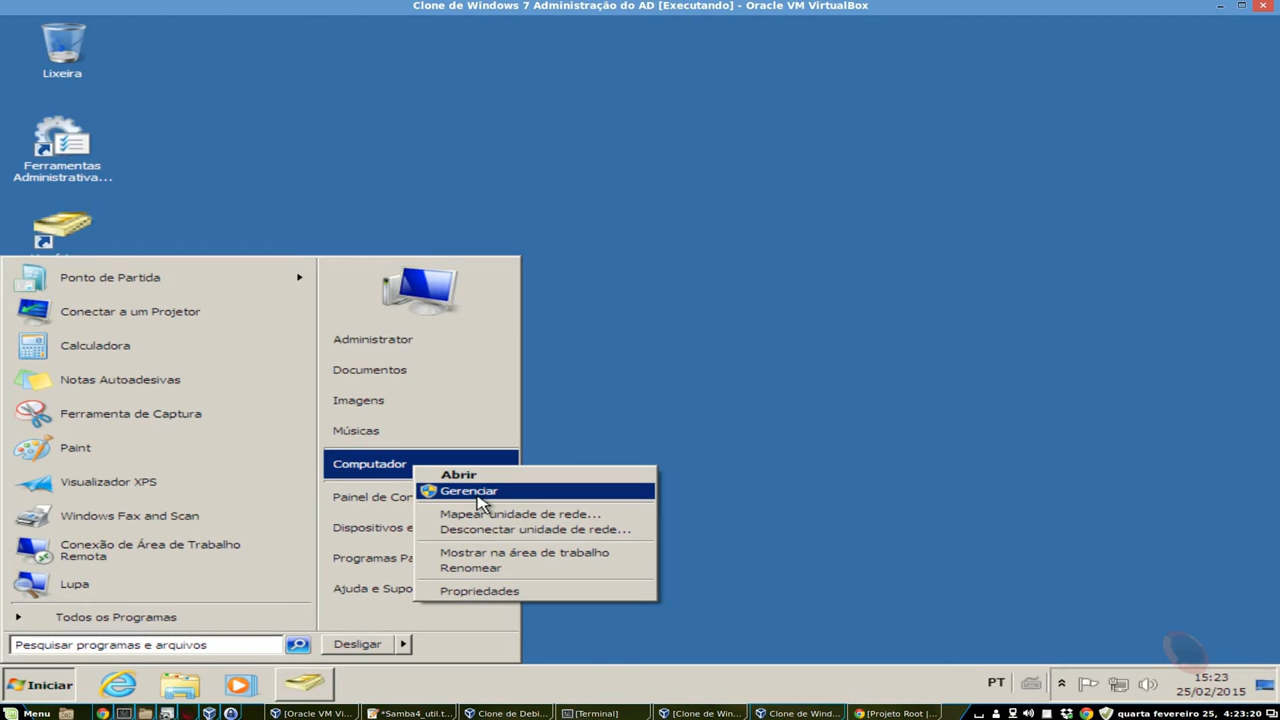 Clone de Windows 7 Administração do AD [Executando] - Oracle VM VirtualBox
Lixeira
Ferramentas
Administrativa...
Ponto de Partida
Conectar a um Projetor
Calculadora
Notas Autoadesivas
Ferramenta de Captura
Paint
Visualizador XPS
Windows Fax and Scan
Conexão de Área de Trabalho
Remota
Lupa
Todos os Programas
Pesquisar programas e arquivos
Administrator
Documentos
Imagens
Músicas
Computador
Painel de Con
Dispositivos e
Programas Pa
Ajuda e Supo
Desligar
Abrir
Gerenciar
Mapear unidade de rede...
Desconectar unidade de rede...
Mostrar na área de trabalho
Renomear
Propriedades
Iniciar
PT
15:23
25/02/2015
Menu
[Oracle VM Vi...
*Samba4_util.t...
Clone de Debi...
[Terminal]
[Clone de Win...
Clone de Wind...
[Projeto Root |...
quarta fevereiro 25, 4:23:20